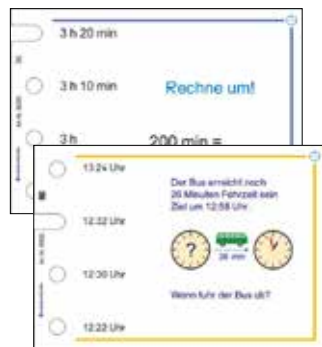 3 h 20 min
3 h 10 min
Rechne um!
3 h
200 min =
13:24 Uhr
Der Bus erreicht nach
26 Minuten Fahrzeit sein
Ziel um 12:58 Uhr.
12:32 Uhr
?
26 min
12:30 Uhr
Wann fuhr der Bus ab?
12:22 Uhr